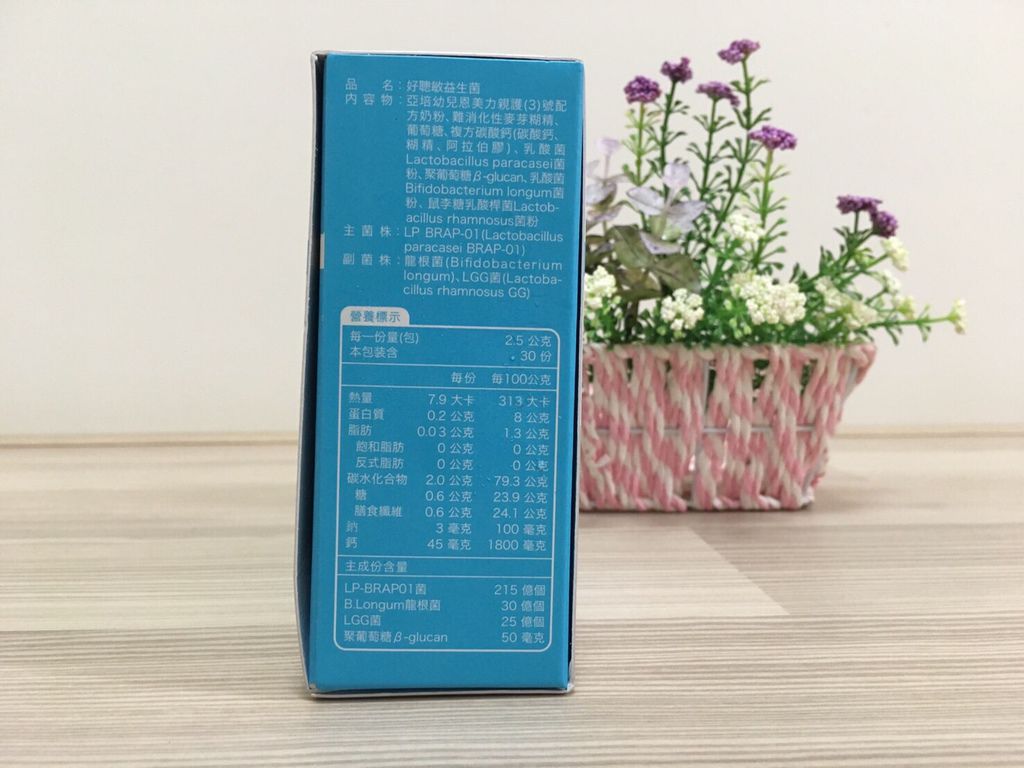 品　名：好聰敏益生菌
內容物：亞培幼兒恩美力親護(3)號配
方奶粉、難消化性麥芽糊精、
葡萄糖、複方碳酸鈣(碳酸鈣、
糊精、阿拉伯膠)、乳酸菌
Lactobacillus paracasei菌
粉、聚葡萄糖β-glucan、乳酸菌
Bifidobacterium longum菌
粉、鼠李糖乳酸桿菌Lactob-
acillus rhamnosus菌粉
主菌株：LP BRAP-01(Lactobacillus
paracasei BRAP-01)
副菌株：龍根菌(Bifidobacterium
longum)、LGG菌(Lactoba-
cillus rhamnosus GG)
營養標示
每一份量(包) 2.5 公克
本包裝含 30 份
每份 每100公克
熱量 7.9 大卡 313 大卡
蛋白質 0.2 公克 8 公克
脂肪 0.03 公克 1.3 公克
飽和脂肪 0 公克 0 公克
反式脂肪 0 公克 0 公克
碳水化合物 2.0 公克 79.3 公克
糖 0.6 公克 23.9 公克
膳食纖維 0.6 公克 24.1 公克
鈉 3 毫克 100 毫克
鈣 45 毫克 1800 毫克
主成份含量
LP-BRAP01菌 215 億個
B.Longum龍根菌 30 億個
LGG菌 25 億個
聚葡萄糖β-glucan 50 毫克